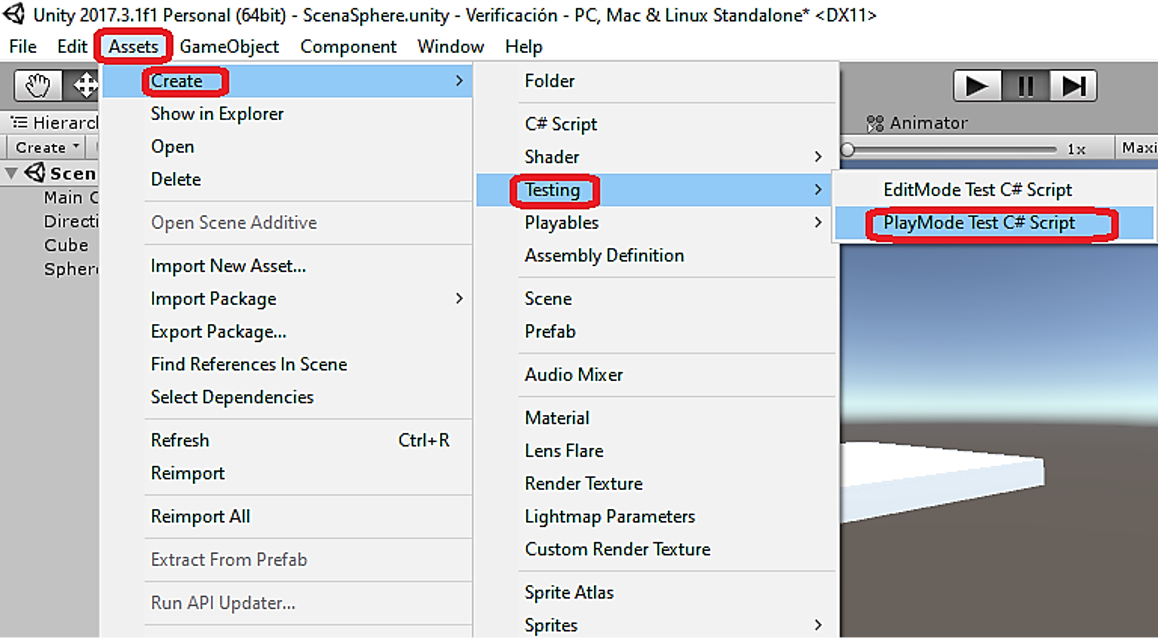 Unity 2017.3.1f1 Personal (64bit) - ScenaSphere.unity - Verificación - PC, Mac & Linux Standalone* <DX11>
File Edit Assets GameObject Component Window Help
Create
Show in Explorer
Open
Delete
Open Scene Additive
Import New Asset...
Import Package
Export Package...
Find References In Scene
Select Dependencies
Refresh Ctrl+R
Reimport
Reimport All
Extract From Prefab
Run API Updater...
Folder
C# Script
Shader
Testing
Playables
Assembly Definition
Scene
Prefab
Audio Mixer
Material
Lens Flare
Render Texture
Lightmap Parameters
Custom Render Texture
Sprite Atlas
Sprites
EditMode Test C# Script
PlayMode Test C# Script
Hierarch
Create
Scen
Main C
Directi
Cube
Sphere
Animator
1x Maxi